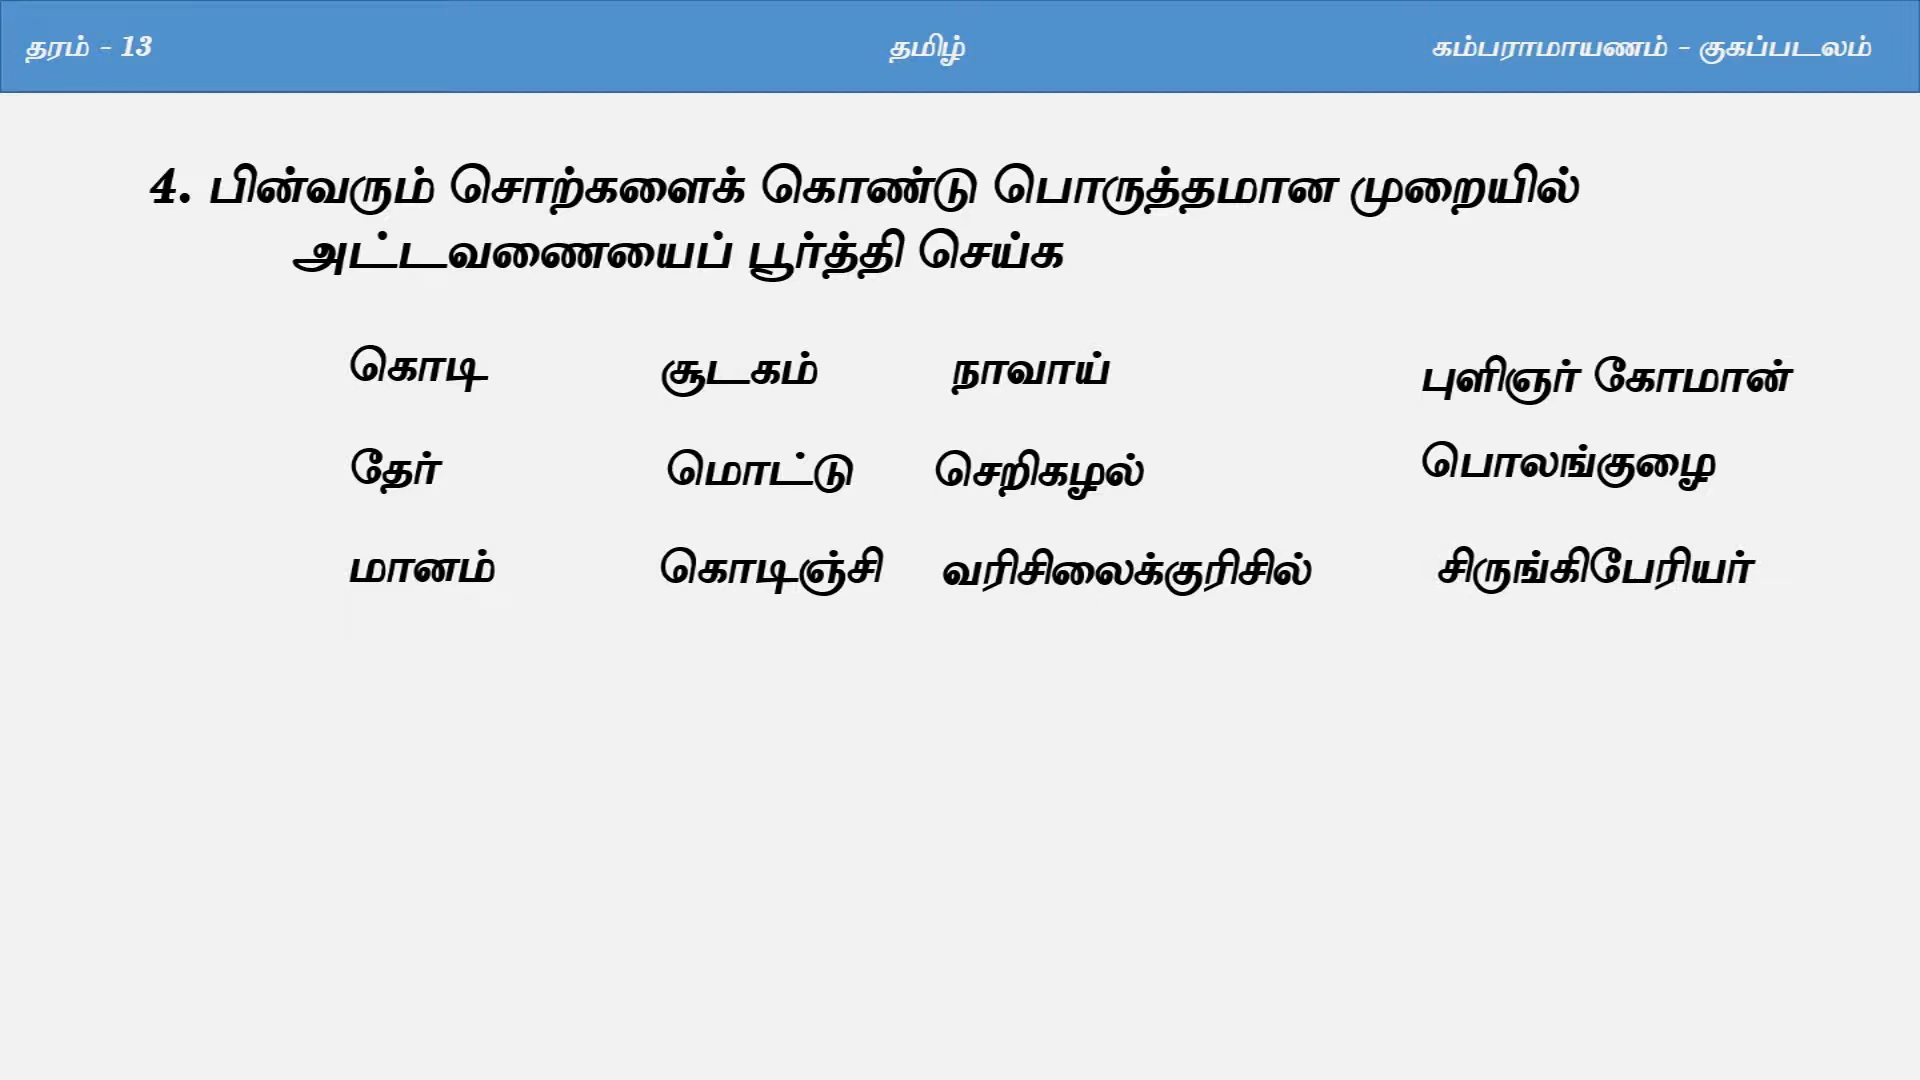 தரம் - 13 தமிழ் கம்பராமாயணம் - குகப்படலம்
4. பின்வரும் சொற்களைக் கொண்டு பொருத்தமான முறையில்
அட்டவணையைப் பூர்த்தி செய்க
கொடி சூடகம் நாவாய் புளிஞர் கோமான்
தேர் மொட்டு செறிகழல் பொலங்குழை
மானம் கொடிஞ்சி வரிசிலைக்குரிசில் சிருங்கிபேரியர்